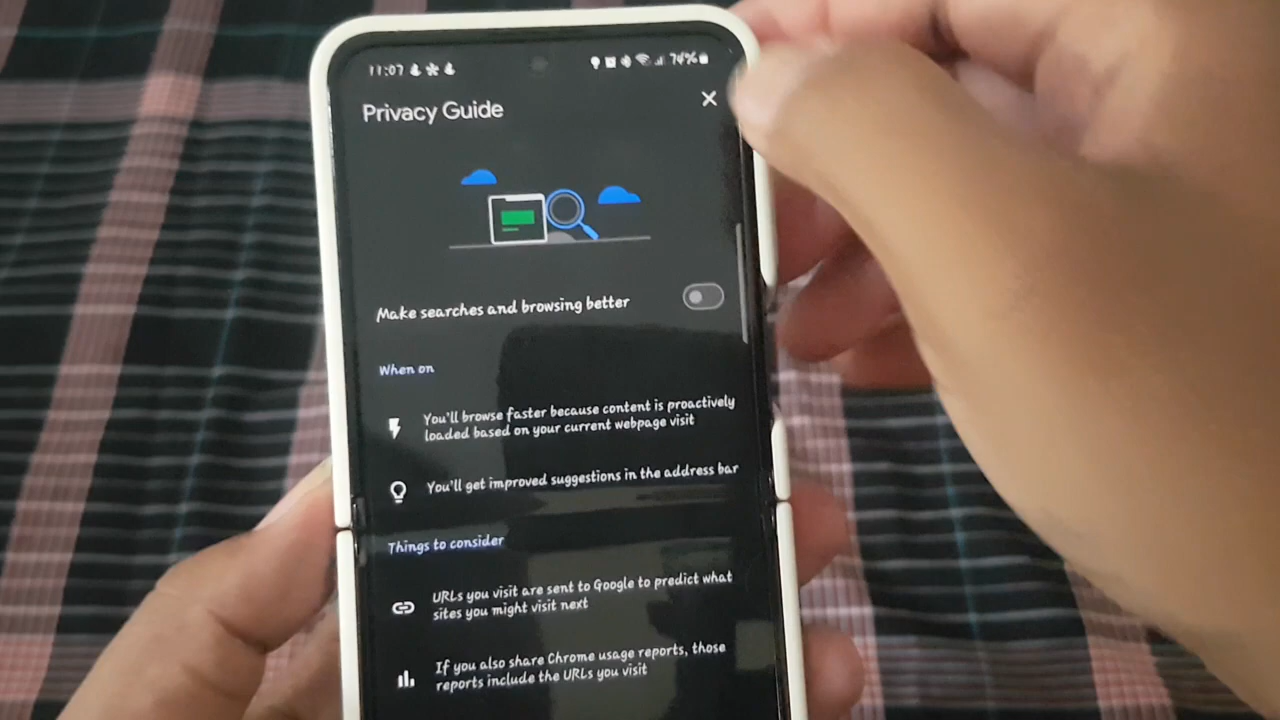 11:07 74%
Privacy Guide
Make searches and browsing better
When on
You'll browse faster because content is proactively
loaded based on your current webpage visit
You'll get improved suggestions in the address bar
Things to consider
URLs you visit are sent to Google to predict what
sites you might visit next
If you also share Chrome usage reports, those
reports include the URLs you visit